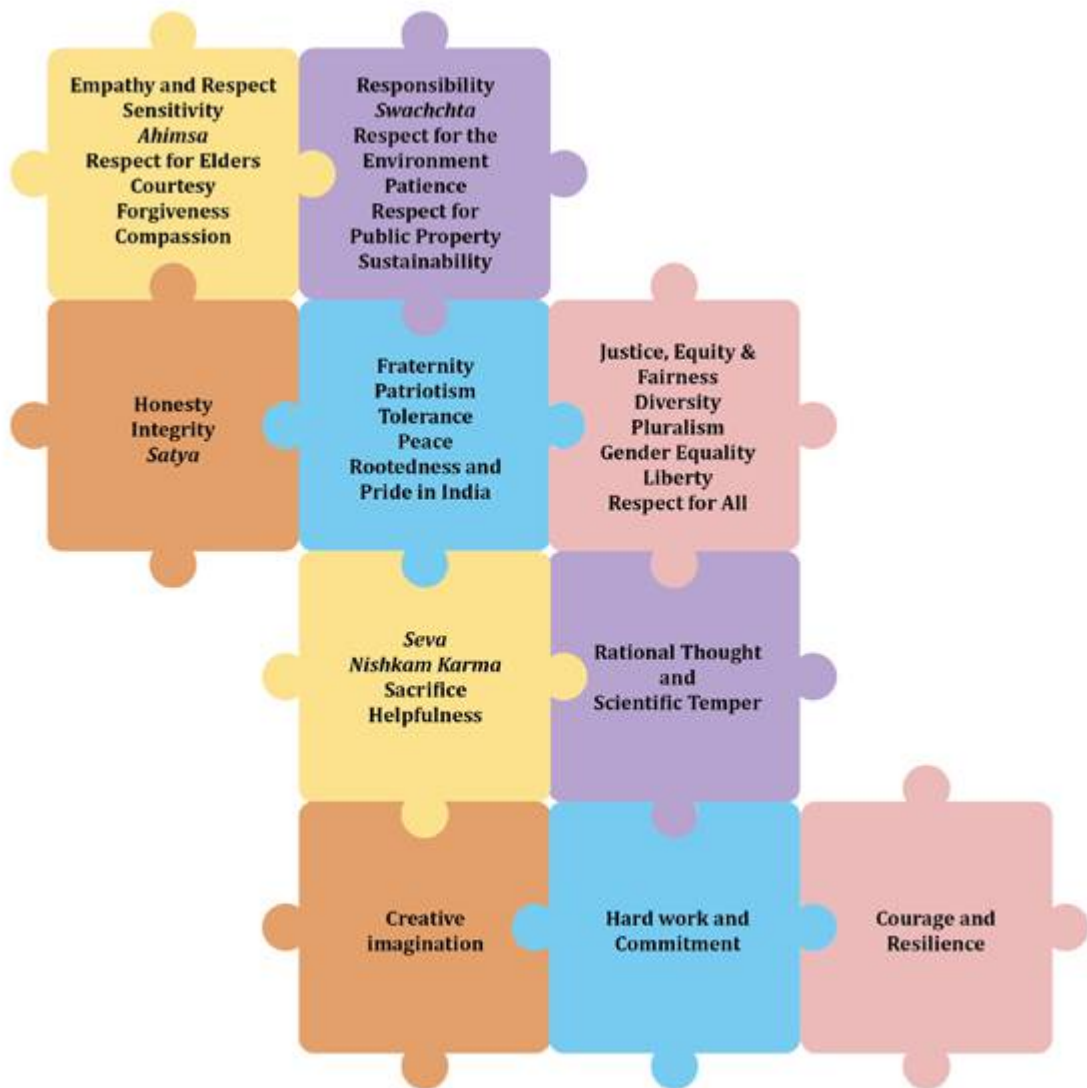 Empathy and Respect
Sensitivity
Ahimsa
Respect for Elders
Courtesy
Forgiveness
Compassion
Responsibility
Swachchta
Respect for the
Environment
Patience
Respect for
Public Property
Sustainability
Honesty
Integrity
Satya
Fraternity
Patriotism
Tolerance
Peace
Rootedness and
Pride in India
Justice, Equity &
Fairness
Diversity
Pluralism
Gender Equality
Liberty
Respect for All
Seva
Nishkam Karma
Sacrifice
Helpfulness
Rational Thought
and
Scientific Temper
Creative
imagination
Hard work and
Commitment
Courage and
Resilience